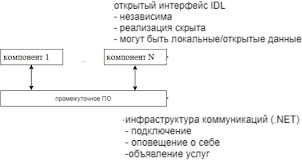 открытый интерфейс IDL
- независима
- реализация скрыта
- могут быть локальные/открытые данные
компонент 1
...
компонент N
промежуточное ПО
-инфраструктура коммуникаций (.NET)
- подключение
- оповещение о себе
-объявление услуг